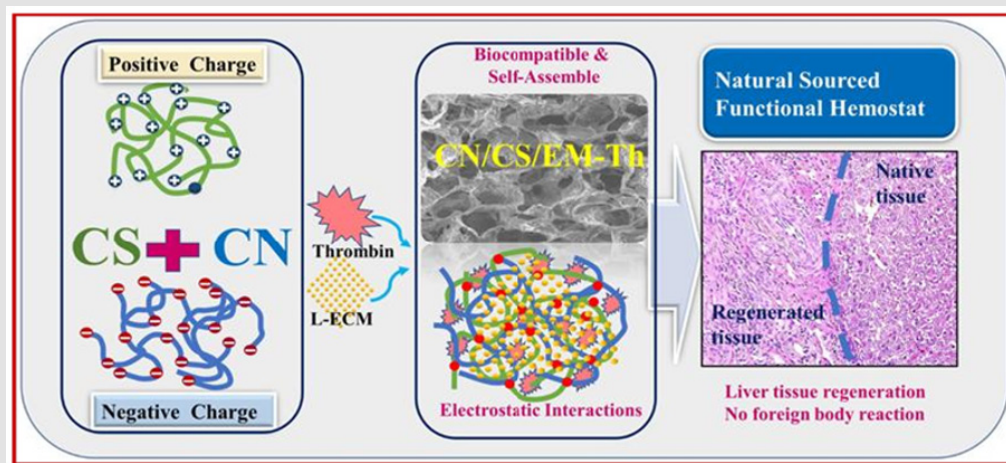 Positive Charge
CS + CN
Negative Charge
Thrombin
L-ECM
Biocompatible &
Self-Assemble
CN/CS/EM-Th
Electrostatic Interactions
Natural Sourced
Functional Hemostat
Native
tissue
Regenerated
tissue
Liver tissue regeneration
No foreign body reaction